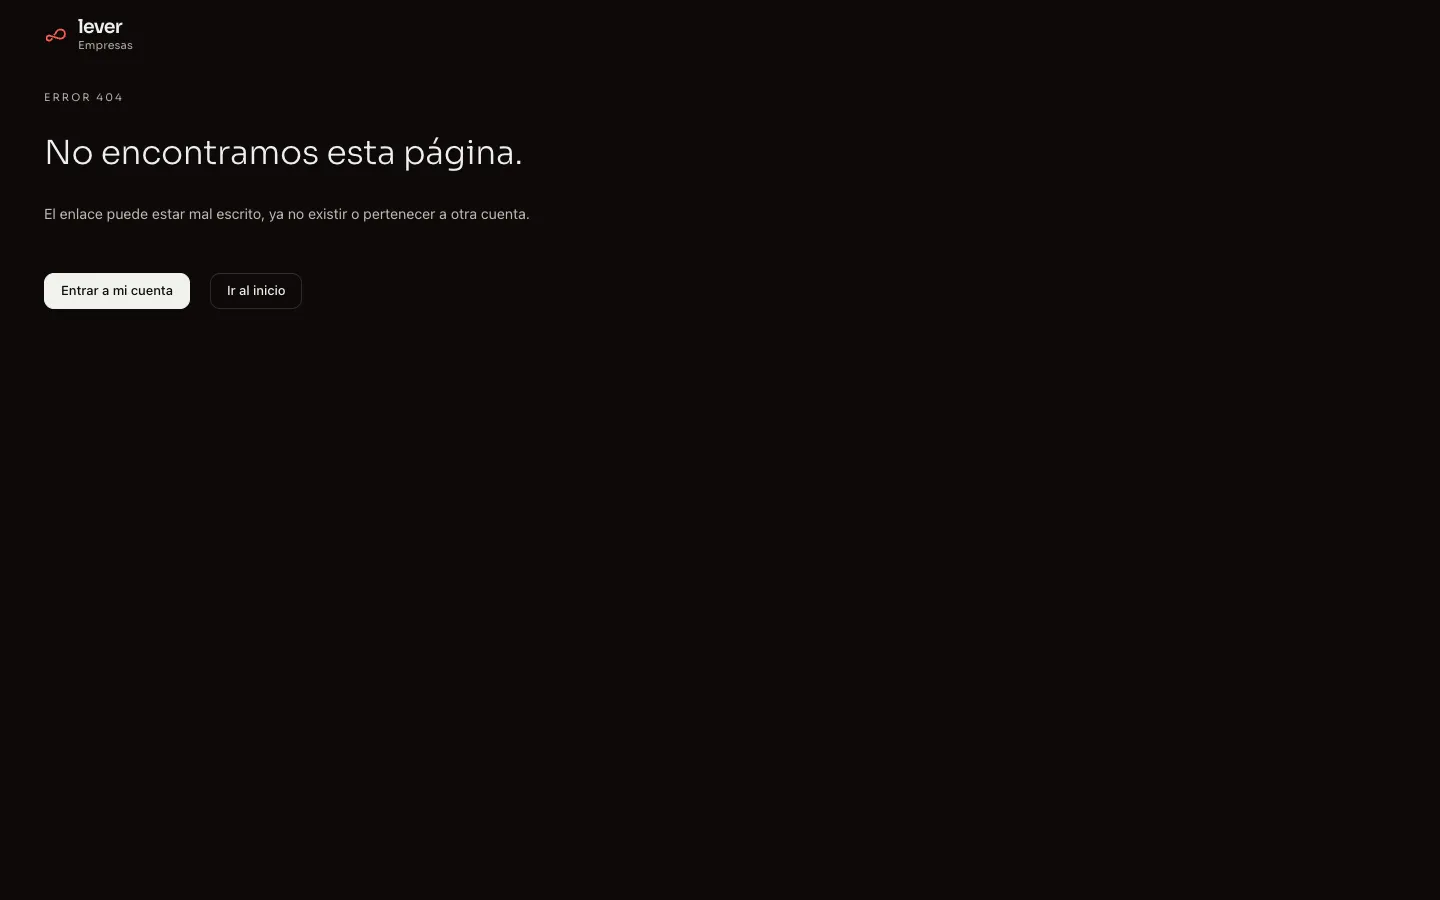 lever
Empresas
ERROR 404
No encontramos esta página.
El enlace puede estar mal escrito, ya no existir o pertenecer a otra cuenta.
Entrar a mi cuenta
Ir al inicio